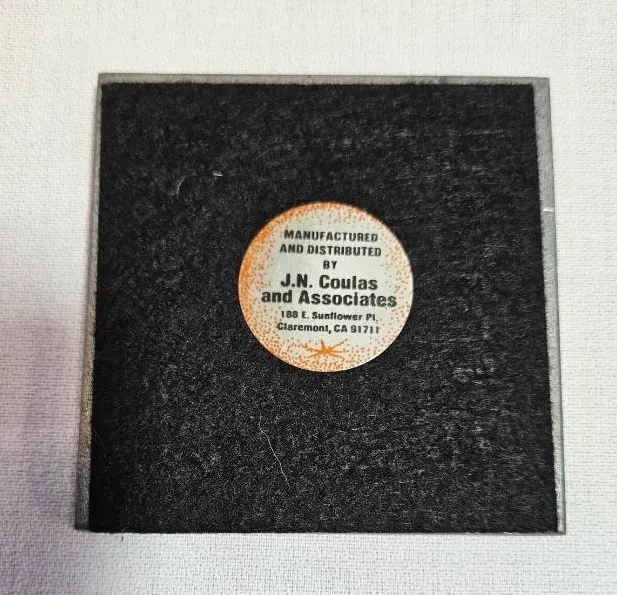 MANUFACTURED
AND DISTRIBUTED
BY
J.N. Coulas
and Associates
188 E. Sunflower Pl.
Claremont, CA 91711